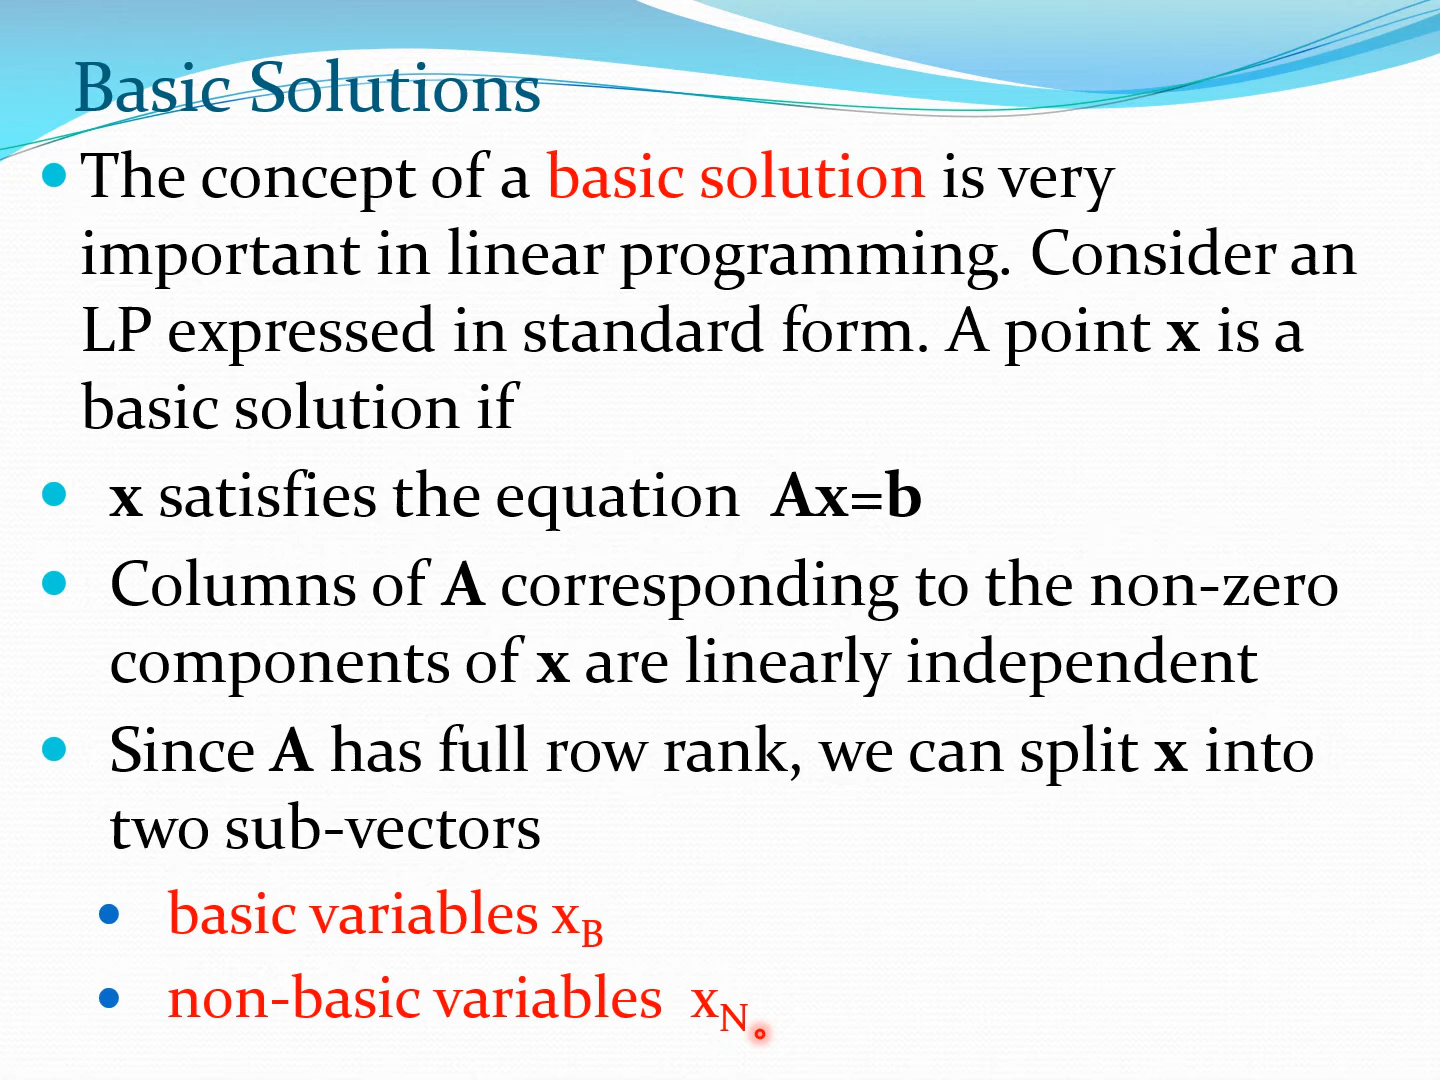 Basic Solutions
• The concept of a basic solution is very
important in linear programming. Consider an
LP expressed in standard form. A point x is a
basic solution if
• x satisfies the equation Ax=b
• Columns of A corresponding to the non-zero
components of x are linearly independent
• Since A has full row rank, we can split x into
two sub-vectors
• basic variables x_B
• non-basic variables x_N